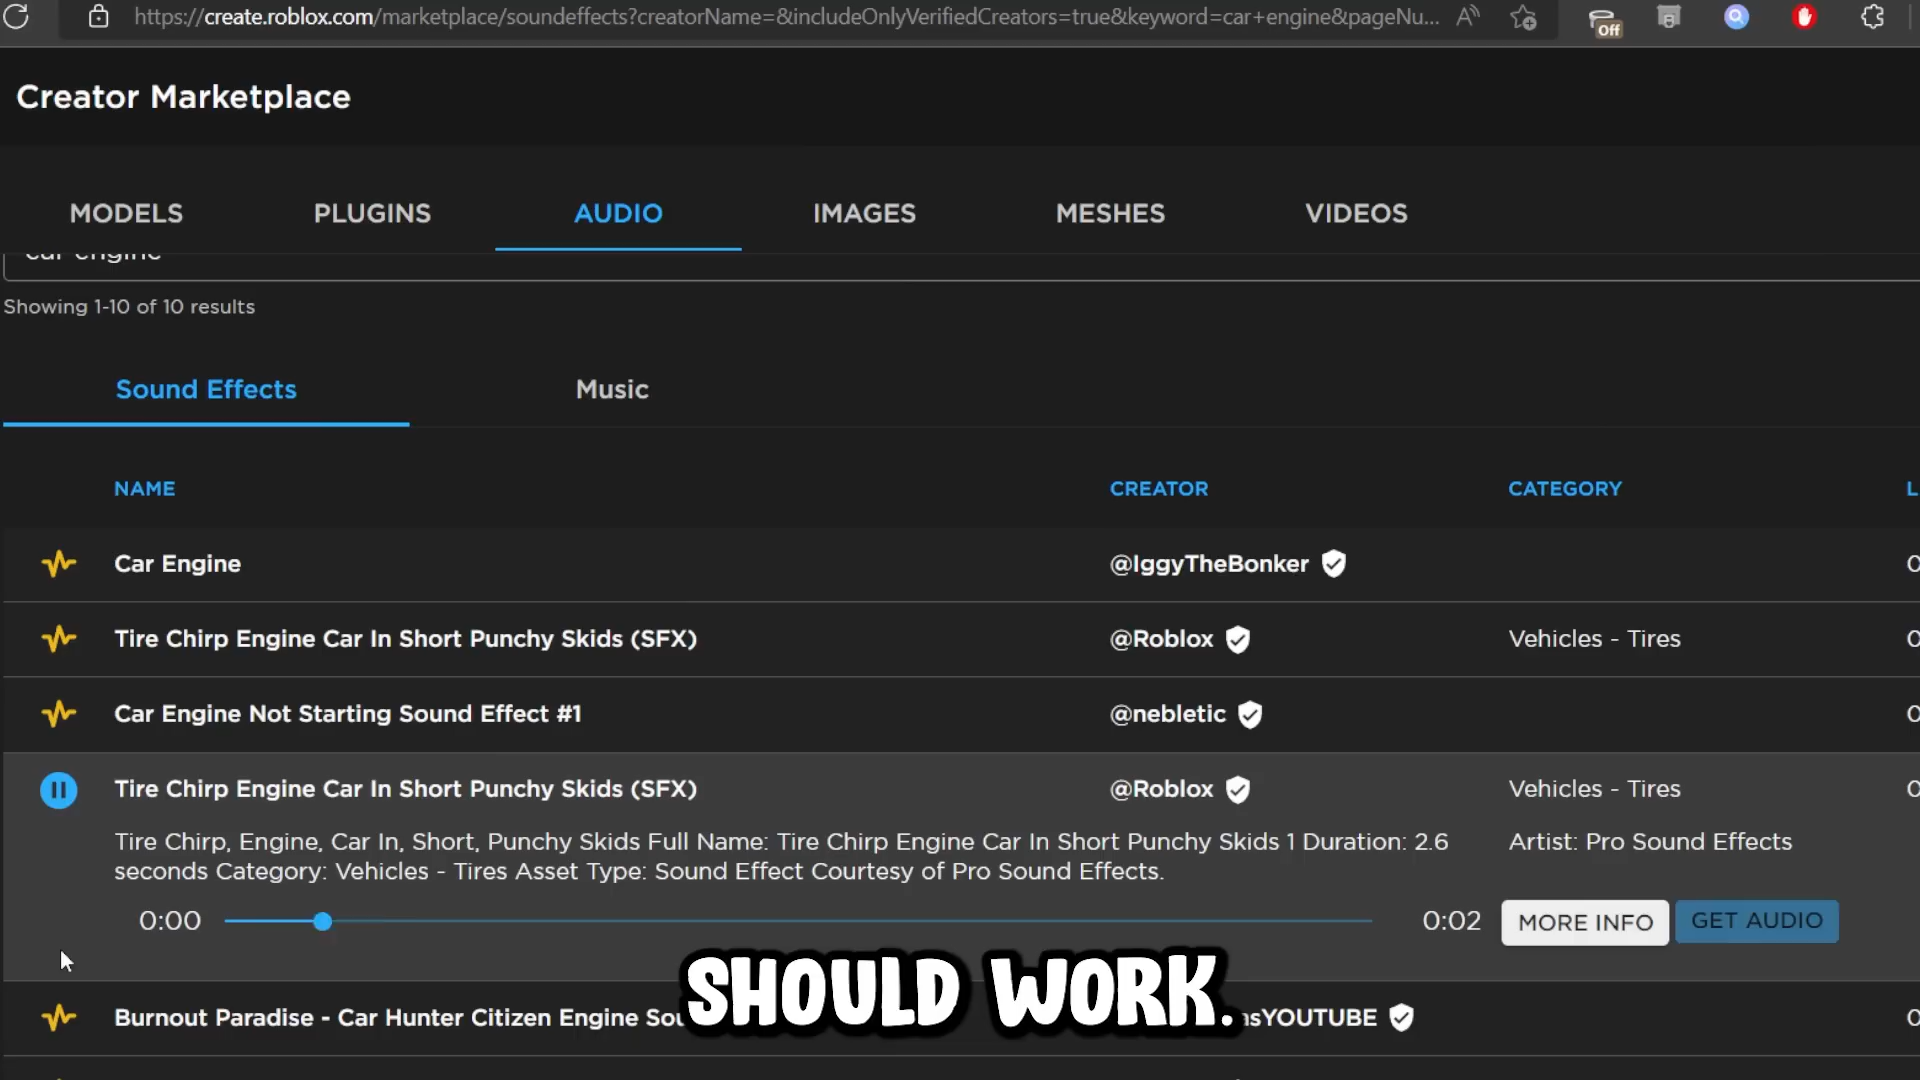 https://create.roblox.com/marketplace/soundeffects?creatorName=&includeOnlyVerifiedCreators=true&keyword=car+engine&pageNu...
Off
Creator Marketplace
MODELS PLUGINS AUDIO IMAGES MESHES VIDEOS
car engine
Showing 1-10 of 10 results
Sound Effects Music
NAME CREATOR CATEGORY L
Car Engine @IggyTheBonker
Tire Chirp Engine Car In Short Punchy Skids (SFX) @Roblox Vehicles - Tires
Car Engine Not Starting Sound Effect #1 @nebletic
Tire Chirp Engine Car In Short Punchy Skids (SFX) @Roblox Vehicles - Tires
Tire Chirp, Engine, Car In, Short, Punchy Skids Full Name: Tire Chirp Engine Car In Short Punchy Skids 1 Duration: 2.6 Artist: Pro Sound Effects
seconds Category: Vehicles - Tires Asset Type: Sound Effect Courtesy of Pro Sound Effects.
0:00 0:02 MORE INFO GET AUDIO
SHOULD WORK.
Burnout Paradise - Car Hunter Citizen Engine